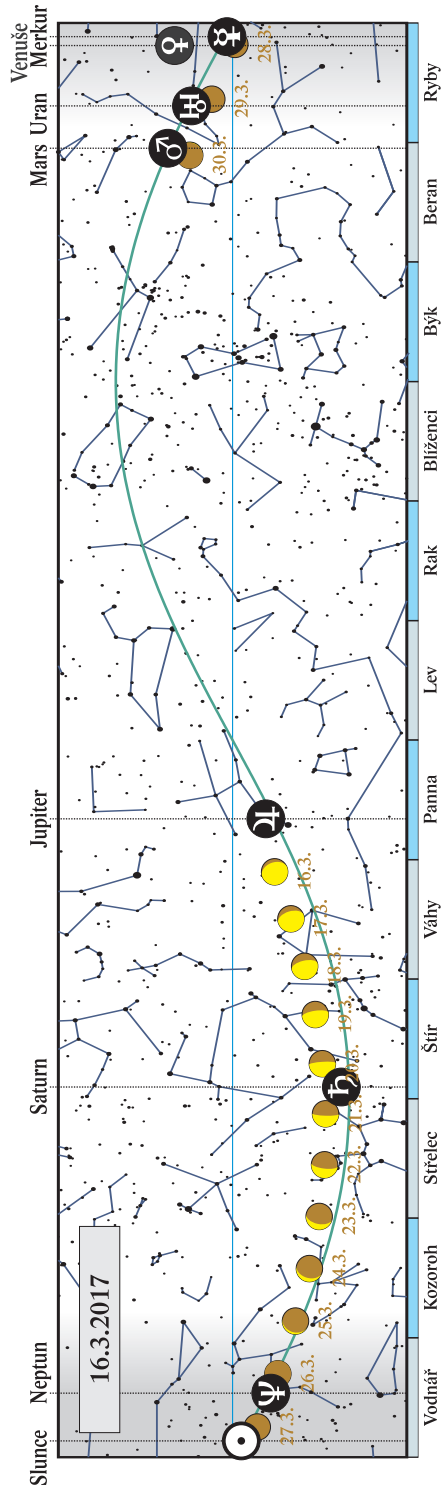 Slunce Neptun Saturn Jupiter Mars Uran Venuše Merkur
16.3.2017
27.3. 26.3. 25.3. 24.3. 23.3. 22.3. 21.3. 20.3. 19.3. 18.3. 17.3. 16.3. 30.3. 29.3. 28.3.
Vodnář Kozoroh Střelec Štír Váhy Panna Lev Rak Blíženci Býk Beran Ryby